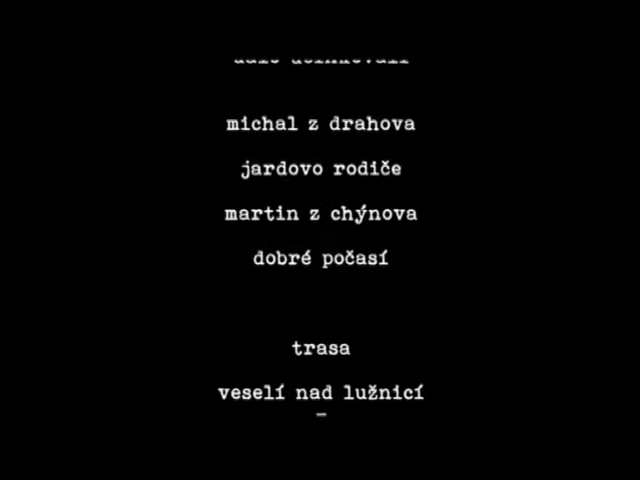 michal z drahova
jardovo rodiče
martin z chýnova
dobré počasí
trasa
veselí nad lužnicí
–